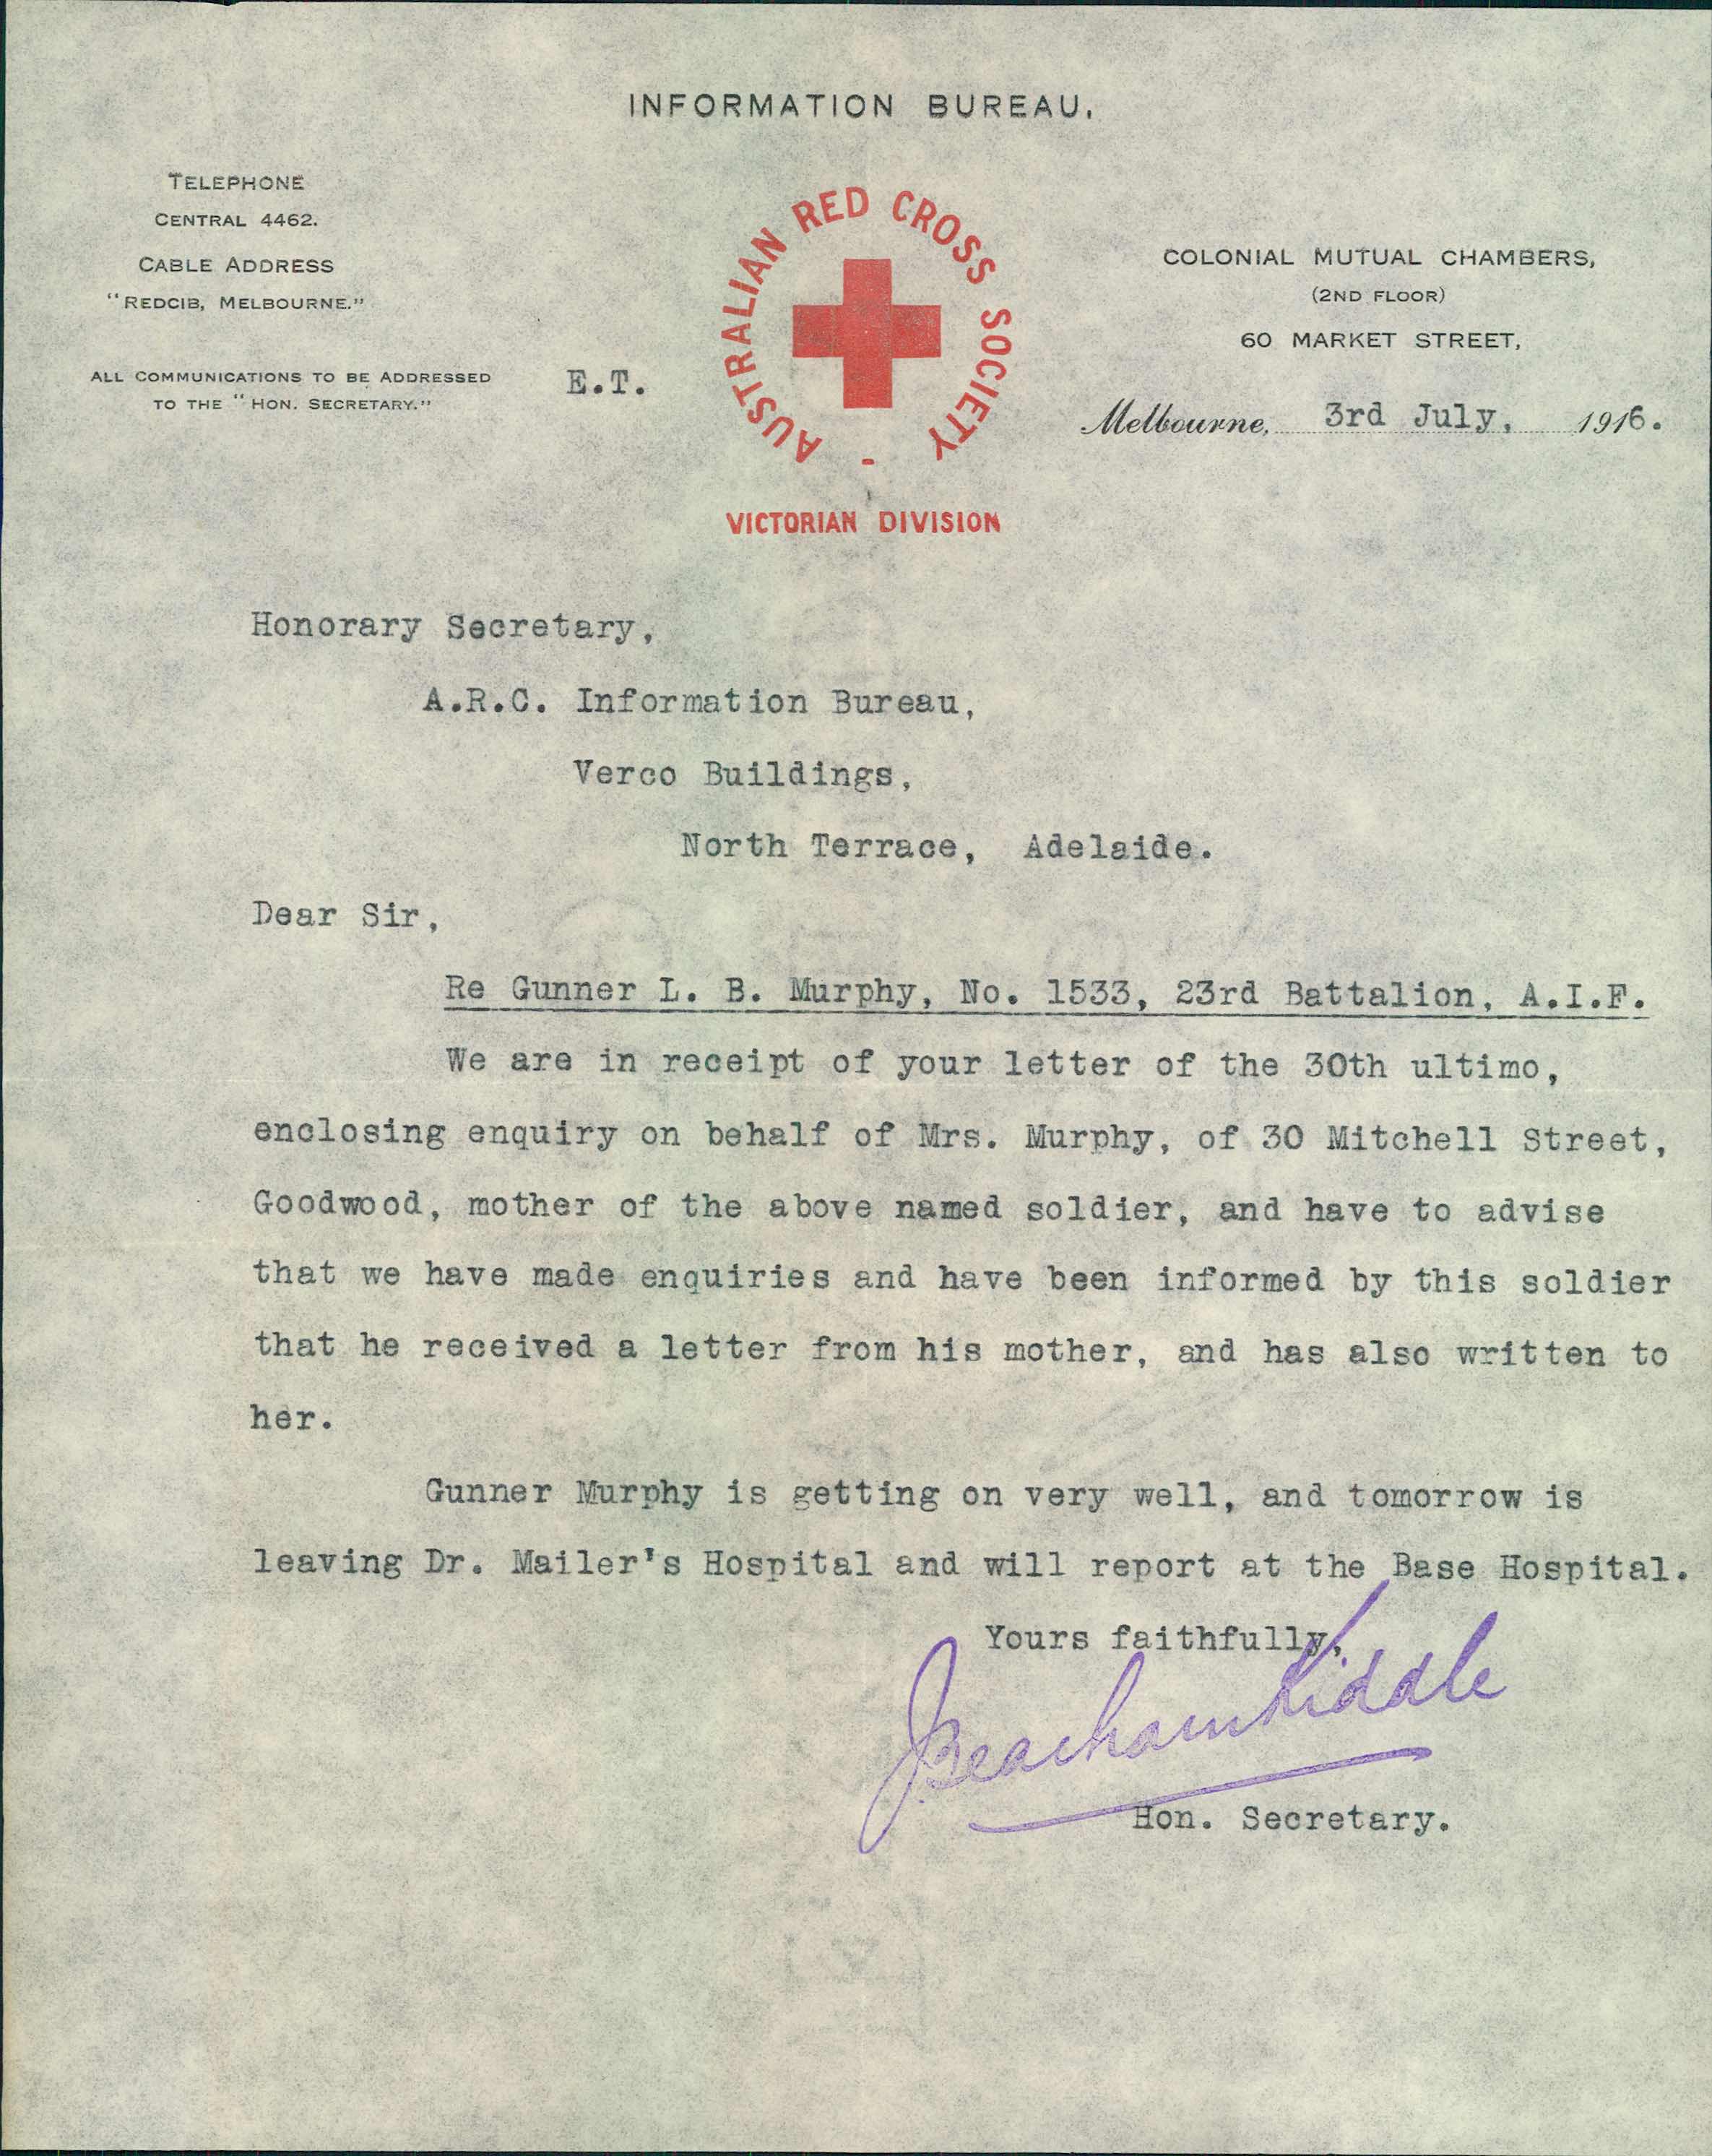 INFORMATION BUREAU,
TELEPHONE
CENTRAL 4462.
CABLE ADDRESS
"REDCIB, MELBOURNE."
ALL COMMUNICATIONS TO BE ADDRESSED
TO THE "HON. SECRETARY."
E.T.
AUSTRALIAN RED CROSS SOCIETY -
VICTORIAN DIVISION
COLONIAL MUTUAL CHAMBERS,
(2ND FLOOR)
60 MARKET STREET,
Melbourne, 3rd July, 1916.
Honorary Secretary,
A.R.C. Information Bureau,
Verco Buildings,
North Terrace, Adelaide.
Dear Sir,
Re Gunner L. B. Murphy, No. 1533, 23rd Battalion, A.I.F.
We are in receipt of your letter of the 30th ultimo,
enclosing enquiry on behalf of Mrs. Murphy, of 30 Mitchell Street,
Goodwood, mother of the above named soldier, and have to advise
that we have made enquiries and have been informed by this soldier
that he received a letter from his mother, and has also written to
her.
Gunner Murphy is getting on very well, and tomorrow is
leaving Dr. Mailer's Hospital and will report at the Base Hospital.
Yours faithfully,
JBeachamKiddle
Hon. Secretary.